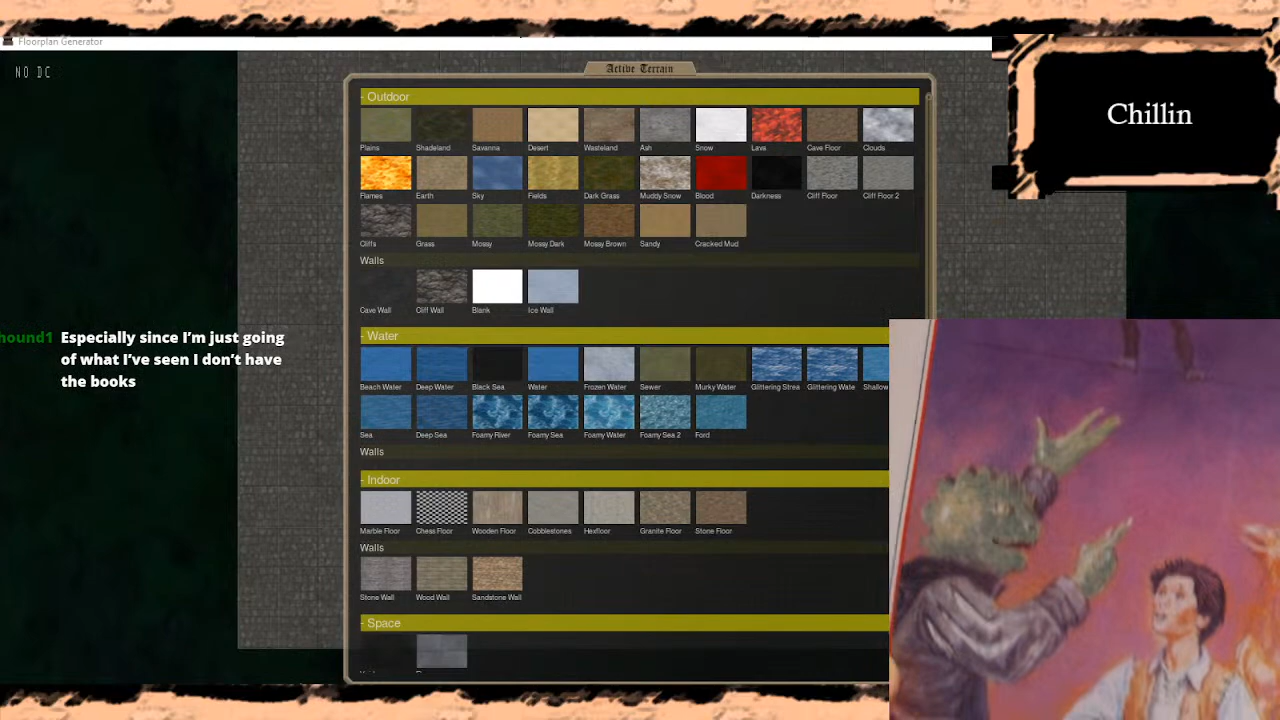 Floorplan Generator
NO DC
Active Terrain
Chillin
- Outdoor
Plains Shadeland Savanna Desert Wasteland Ash Snow Lava Cave Floor Clouds
Flames Earth Sky Fields Dark Grass Muddy Snow Blood Darkness Cliff Floor Cliff Floor 2
Cliffs Grass Mossy Mossy Dark Mossy Brown Sandy Cracked Mud
Walls
Cave Wall Cliff Wall Blank Ice Wall
hound1 Especially since I'm just going
of what I've seen I don't have
the books
- Water
Beach Water Deep Water Black Sea Water Frozen Water Sewer Murky Water Glittering Strea Glittering Wate Shallow
Sea Deep Sea Foamy River Foamy Sea Foamy Water Foamy Sea 2 Ford
Walls
- Indoor
Marble Floor Chess Floor Wooden Floor Cobblestones Hexfloor Granite Floor Stone Floor
Walls
Stone Wall Wood Wall Sandstone Wall
- Space